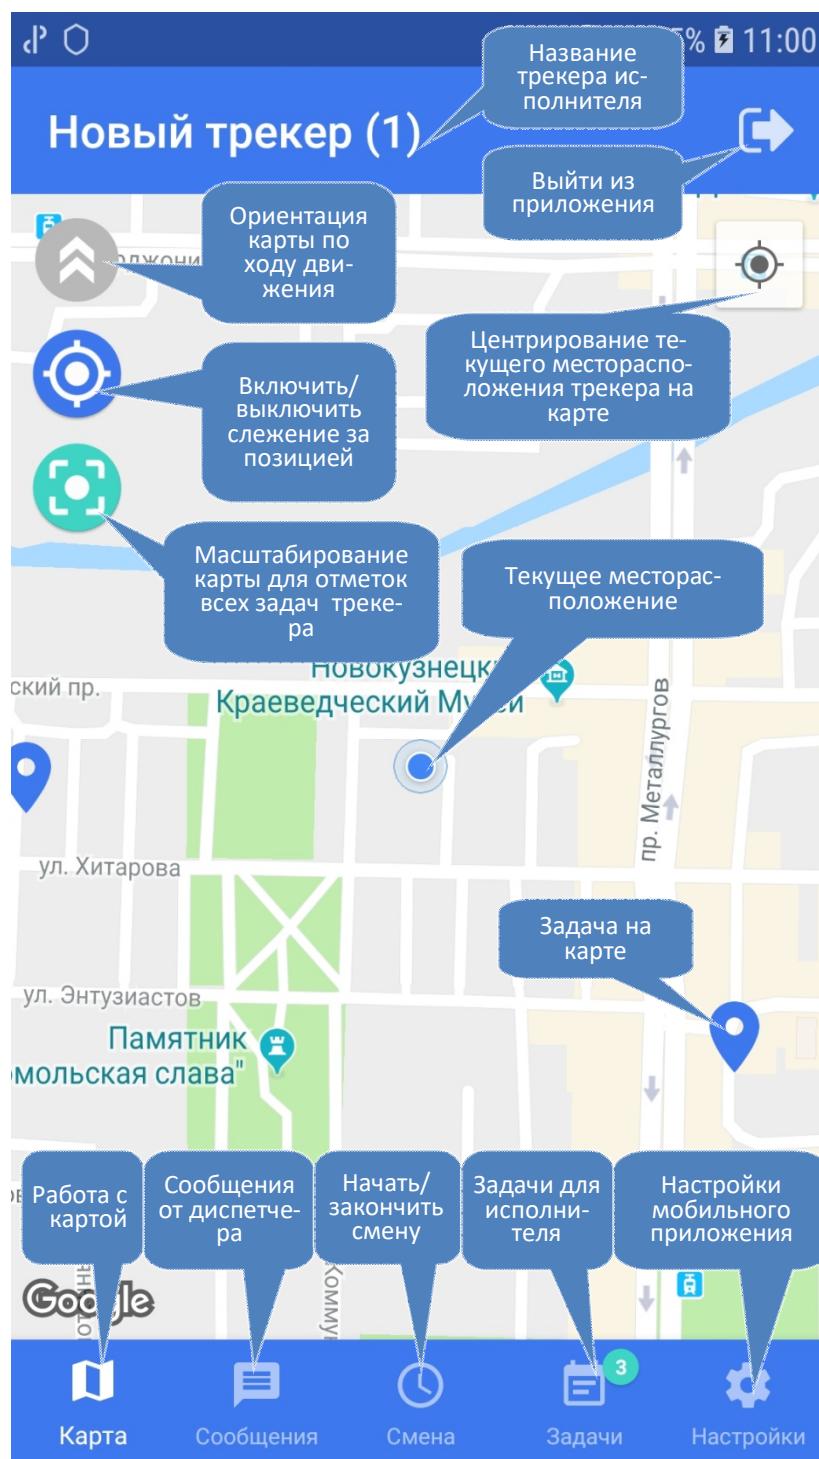 5% 11:00
Название
трекера ис-
полнителя
Новый трекер (1)
Выйти из
приложения
Ориентация
карты по
ходу дви-
жения
Центрирование те-
кущего месторaспо-
ложения трекера на
карте
Включить/
выключить
слежение за
позицией
Масштабирование
карты для отметок
всех задач треке-
ра
Текущее месторас-
положение
Новокузнецк
Краеведческий Музей
ский пр.
пр. Металлургов
ул. Хитарова
Задача на
карте
ул. Энтузиастов
Памятник
мольская слава"
Работа с
картой
Сообщения
от диспетче-
ра
Начать/
закончить
смену
Задачи для
исполни-
теля
Настройки
мобильного
приложения
Google
Комму
3
Карта
Сообщения
Смена
Задачи
Настройки